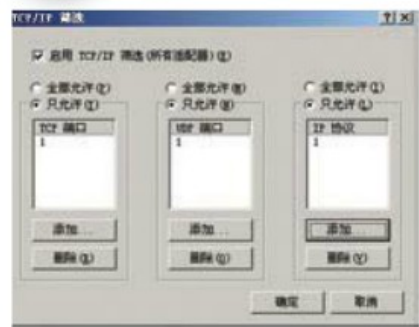 TCP/IP 筛选
启用 TCP/IP 筛选(所有适配器)(E)
全部允许(P) 全部允许(M) 全部允许(I)
只允许(T) 只允许(N) 只允许(L)
TCP 端口 UDP 端口 IP 协议
1 1 1
添加... 添加... 添加...
删除(R) 删除(O) 删除(V)
确定 取消